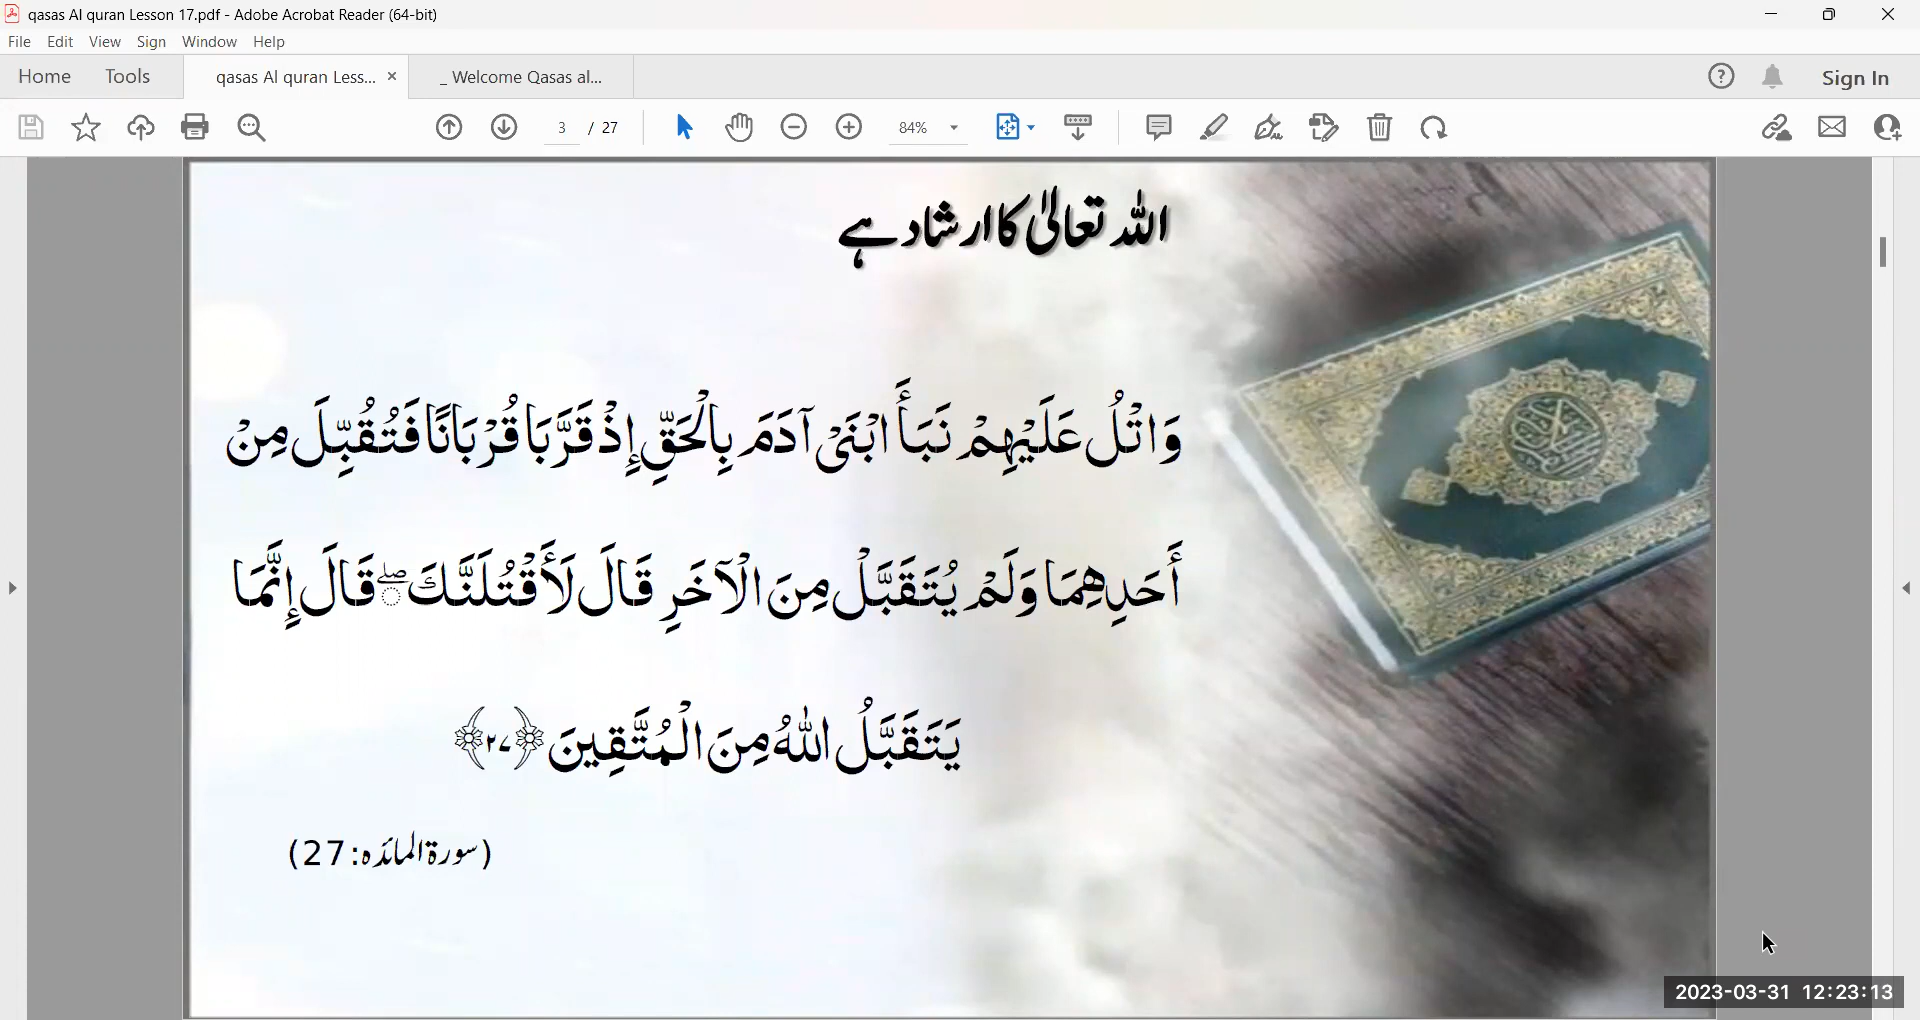 qasas Al quran Lesson 17.pdf - Adobe Acrobat Reader (64-bit)
File Edit View Sign Window Help
Home Tools qasas Al quran Less... × _ Welcome Qasas al... Sign In
3 / 27 84%
اللہ تعالیٰ کا ارشاد ہے
وَاتْلُ عَلَيْهِمْ نَبَأَ ابْنَيْ آدَمَ بِالْحَقِّ إِذْ قَرَّبَا قُرْبَانًا فَتُقُبِّلَ مِنْ
أَحَدِهِمَا وَلَمْ يُتَقَبَّلْ مِنَ الْآخَرِ قَالَ لَأَقْتُلَنَّكَ ۖ قَالَ إِنَّمَا
يَتَقَبَّلُ اللَّهُ مِنَ الْمُتَّقِينَ ﴿٢٧﴾
(سورۃ المائدہ: 27)
2023-03-31 12:23:13